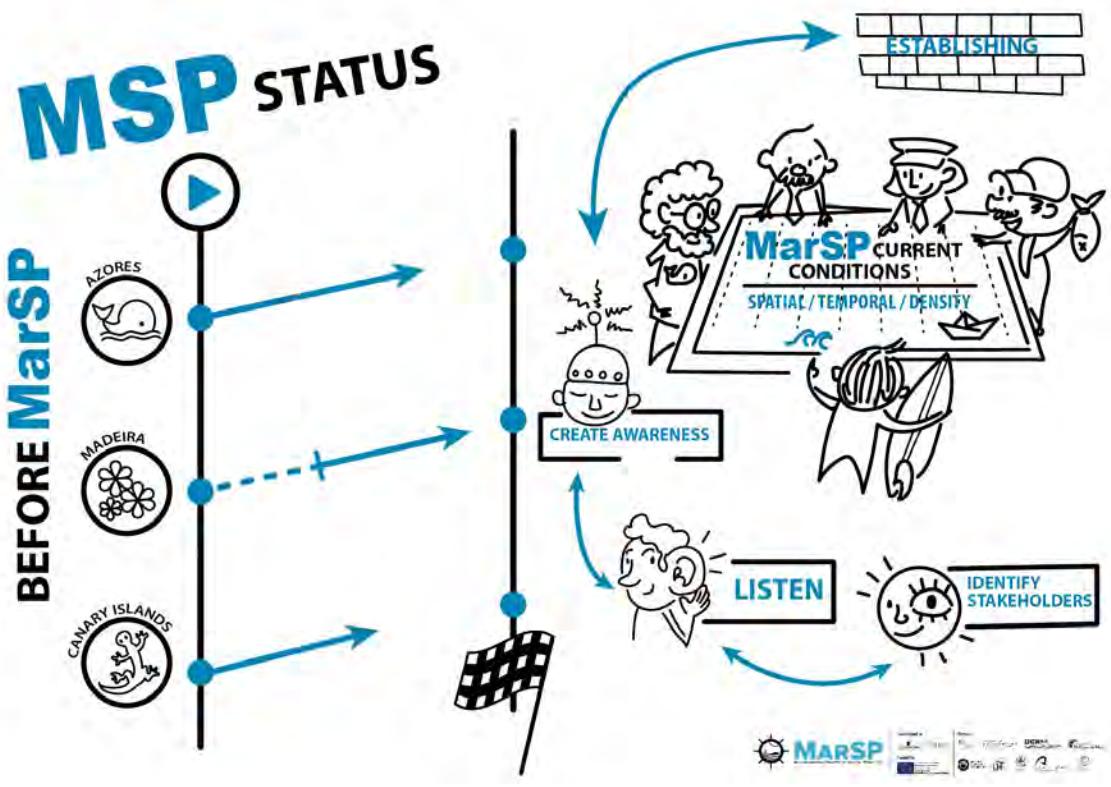 MSP STATUS
BEFORE MarSP
AZORES
MADEIRA
CANARY ISLANDS
ESTABLISHING
MarSP CURRENT
CONDITIONS
SPATIAL / TEMPORAL / DENSITY
CREATE AWARENESS
LISTEN
IDENTIFY
STAKEHOLDERS
MARSP